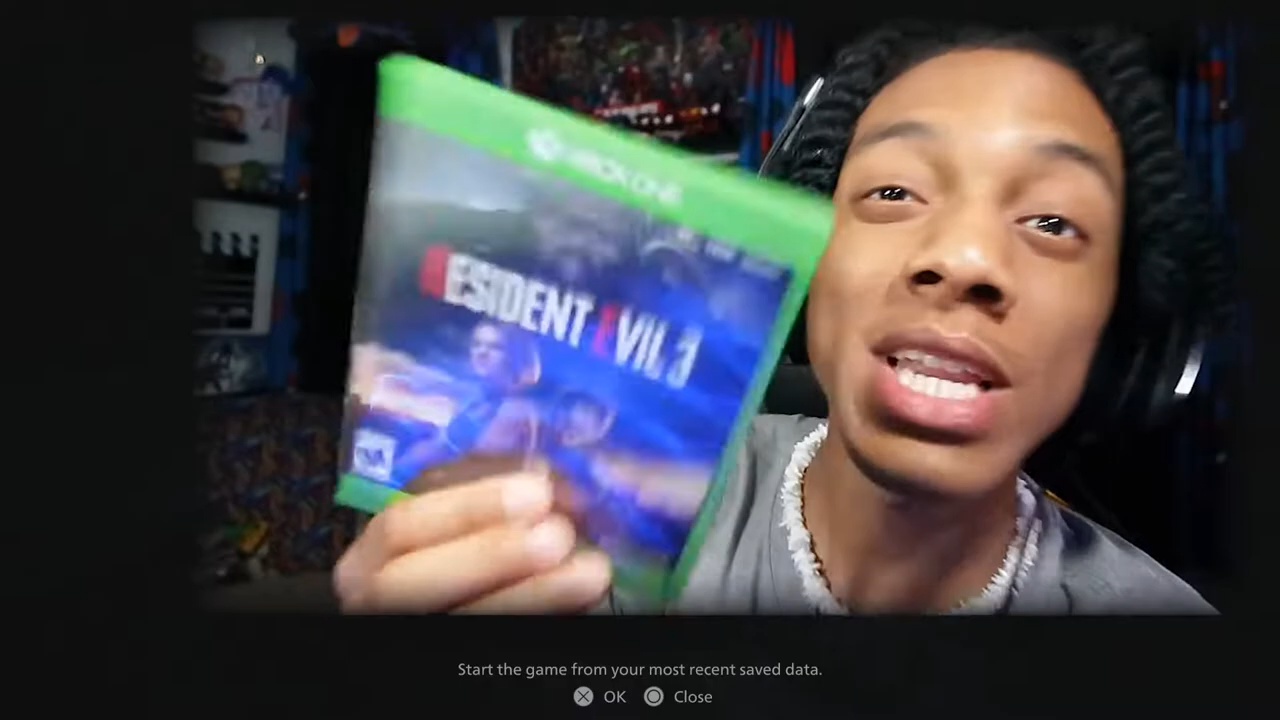 XBOX ONE
RESIDENT EVIL 3
Start the game from your most recent saved data.
OK Close